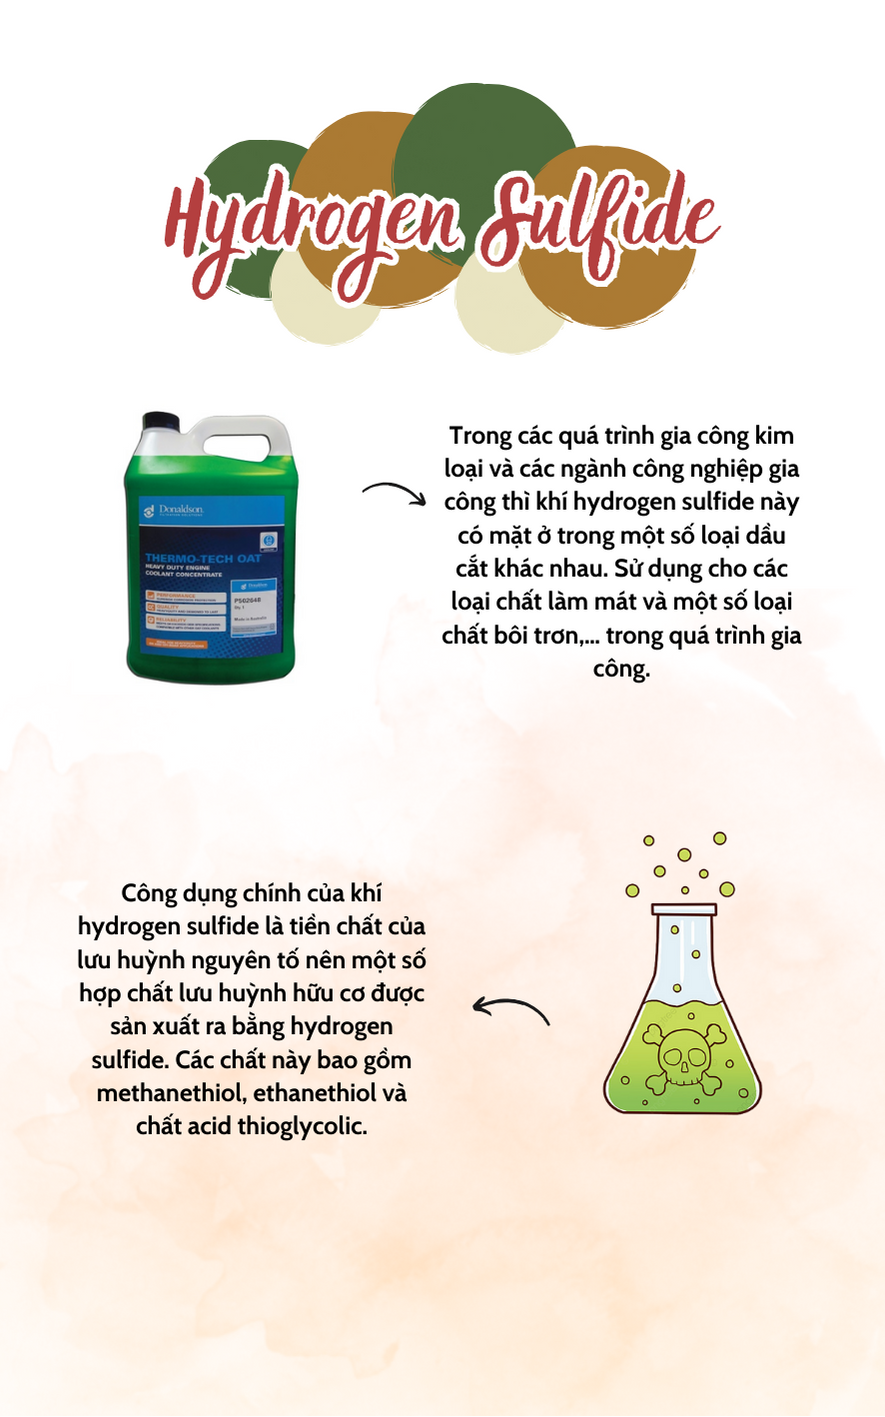 Hydrogen Sulfide
Donaldson
THERMO-TECH OAT
HEAVY DUTY ENGINE
COOLANT CONCENTRATE
PERFORMANCE
QUALITY
RELIABILITY
Donaldson
P502648
Made in Australia
Trong các quá trình gia công kim
loại và các ngành công nghiệp gia
công thì khí hydrogen sulfide này
có mặt ở trong một số loại dầu
cắt khác nhau. Sử dụng cho các
loại chất làm mát và một số loại
chất bôi trơn,... trong quá trình gia
công.
Công dụng chính của khí
hydrogen sulfide là tiền chất của
lưu huỳnh nguyên tố nên một số
hợp chất lưu huỳnh hữu cơ được
sản xuất ra bằng hydrogen
sulfide. Các chất này bao gồm
methanethiol, ethanethiol và
chất acid thioglycolic.